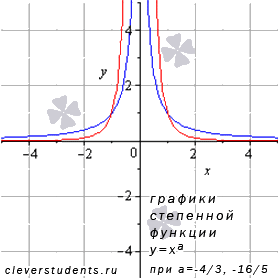 4
y
2
−4
−2
0
2
4
x
−2
графики
степенной
функции
−4
y=xª
cleverstudents.ru
при a=-4/3, -16/5